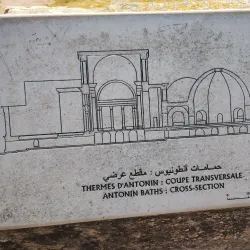 حمامات أنطونيوس : مقطع عرضي
THERMES D'ANTONIN : COUPE TRANSVERSALE
ANTONIN BATHS : CROSS-SECTION